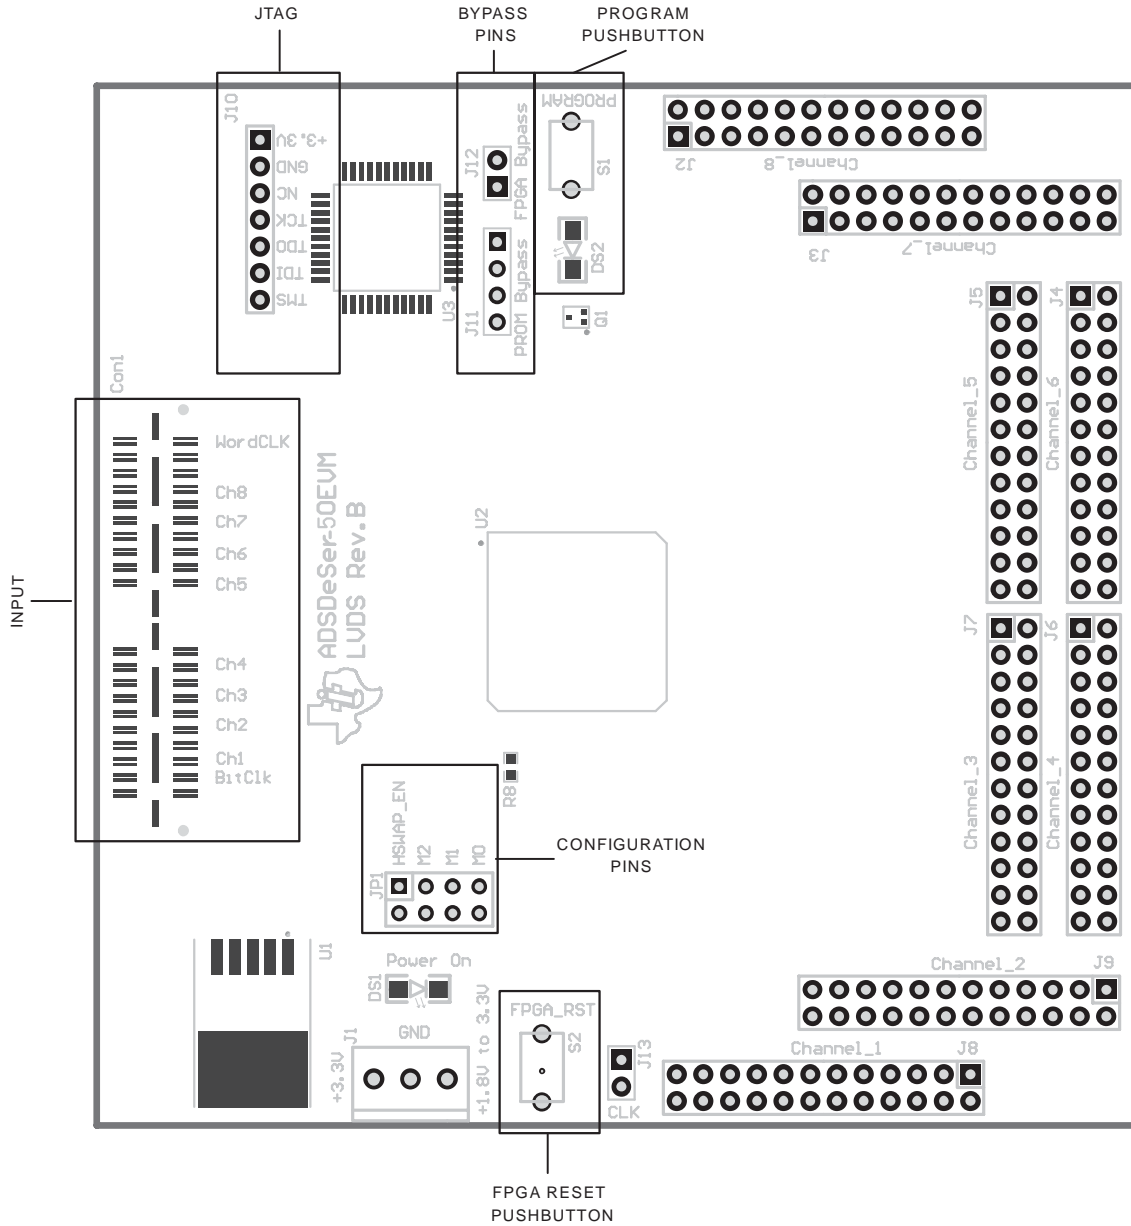 JTAG
BYPASS
PINS
PROGRAM
PUSHBUTTON
J10
+3.3V
GND
NC
TCK
TDO
TDI
TMS
U3
J12
FPGA Bypass
J11
PROM Bypass
PROGRAM
S1
DS2
Q1
J2
Channel_8
J3
Channel_7
J5
Channel_5
J4
Channel_6
Con1
WordCLK
Ch8
Ch7
Ch6
Ch5
Ch4
Ch3
Ch2
Ch1
BitClk
INPUT
ADSDeSer-50EVM
LVDS Rev.B
U2
J7
Channel_3
J6
Channel_4
R8
HSWAP_EN
M2
M1
M0
JP1
CONFIGURATION
PINS
U1
Power On
DS1
J1
GND
+3.3V
+1.8V to 3.3V
FPGA_RST
S2
J13
CLK
Channel_2
J9
Channel_1
J8
FPGA RESET
PUSHBUTTON